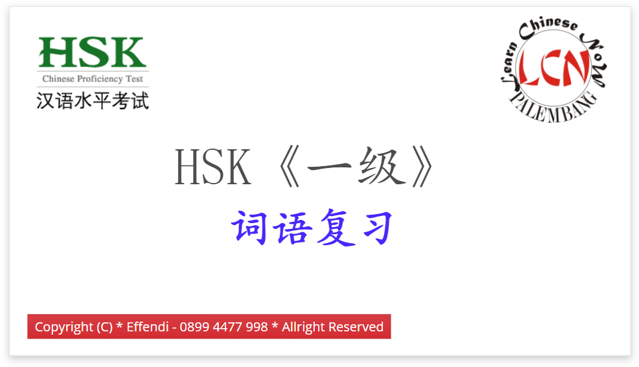 HSK
Chinese Proficiency Test
汉语水平考试
Learn Chinese NoW
LCN
PALEMBANG
HSK《一级》
词语复习
Copyright (C) * Effendi - 0899 4477 998 * Allright Reserved